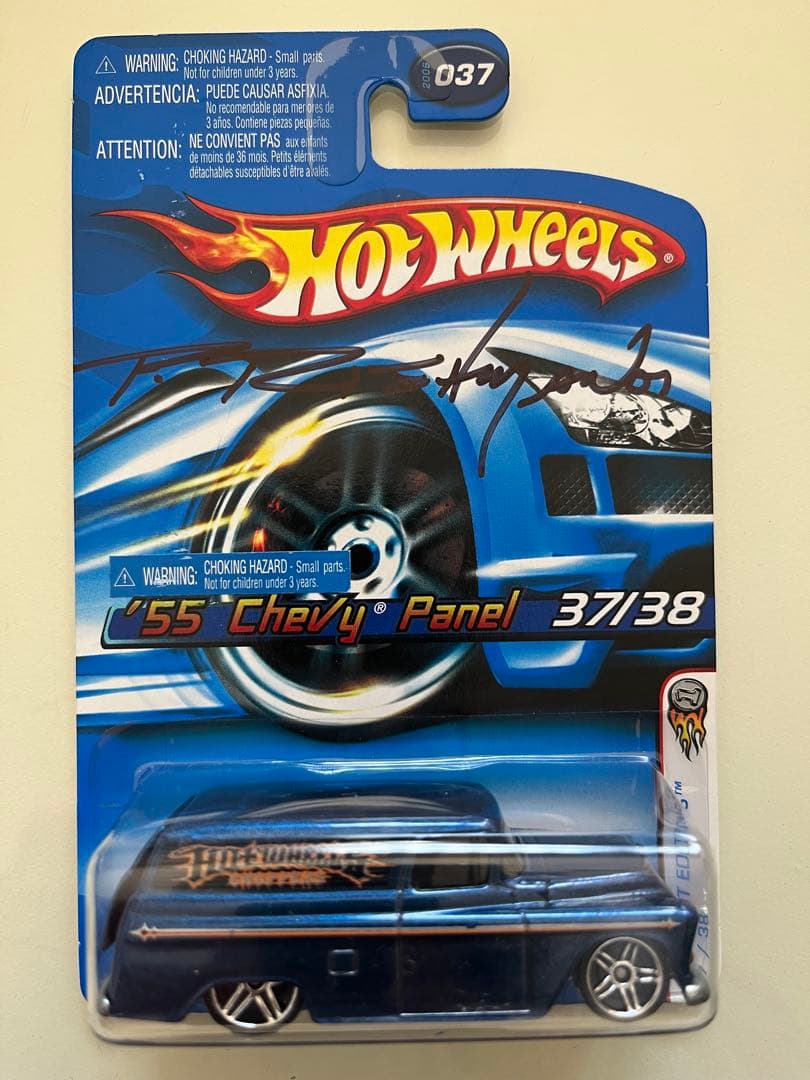 WARNING: CHOKING HAZARD - Small parts.
Not for children under 3 years.
ADVERTENCIA: PUEDE CAUSAR ASFIXIA.
No recomendable para menores de
3 años. Contiene piezas pequeñas.
ATTENTION: NE CONVIENT PAS aux enfants
de moins de 36 mois. Petits éléments
détachables susceptibles d'être avalés.
2006 037
HOT WHEELS®
WARNING: CHOKING HAZARD - Small parts.
Not for children under 3 years.
'55 Chevy® Panel 37/38
HOT WHEELS
CHOPPERS